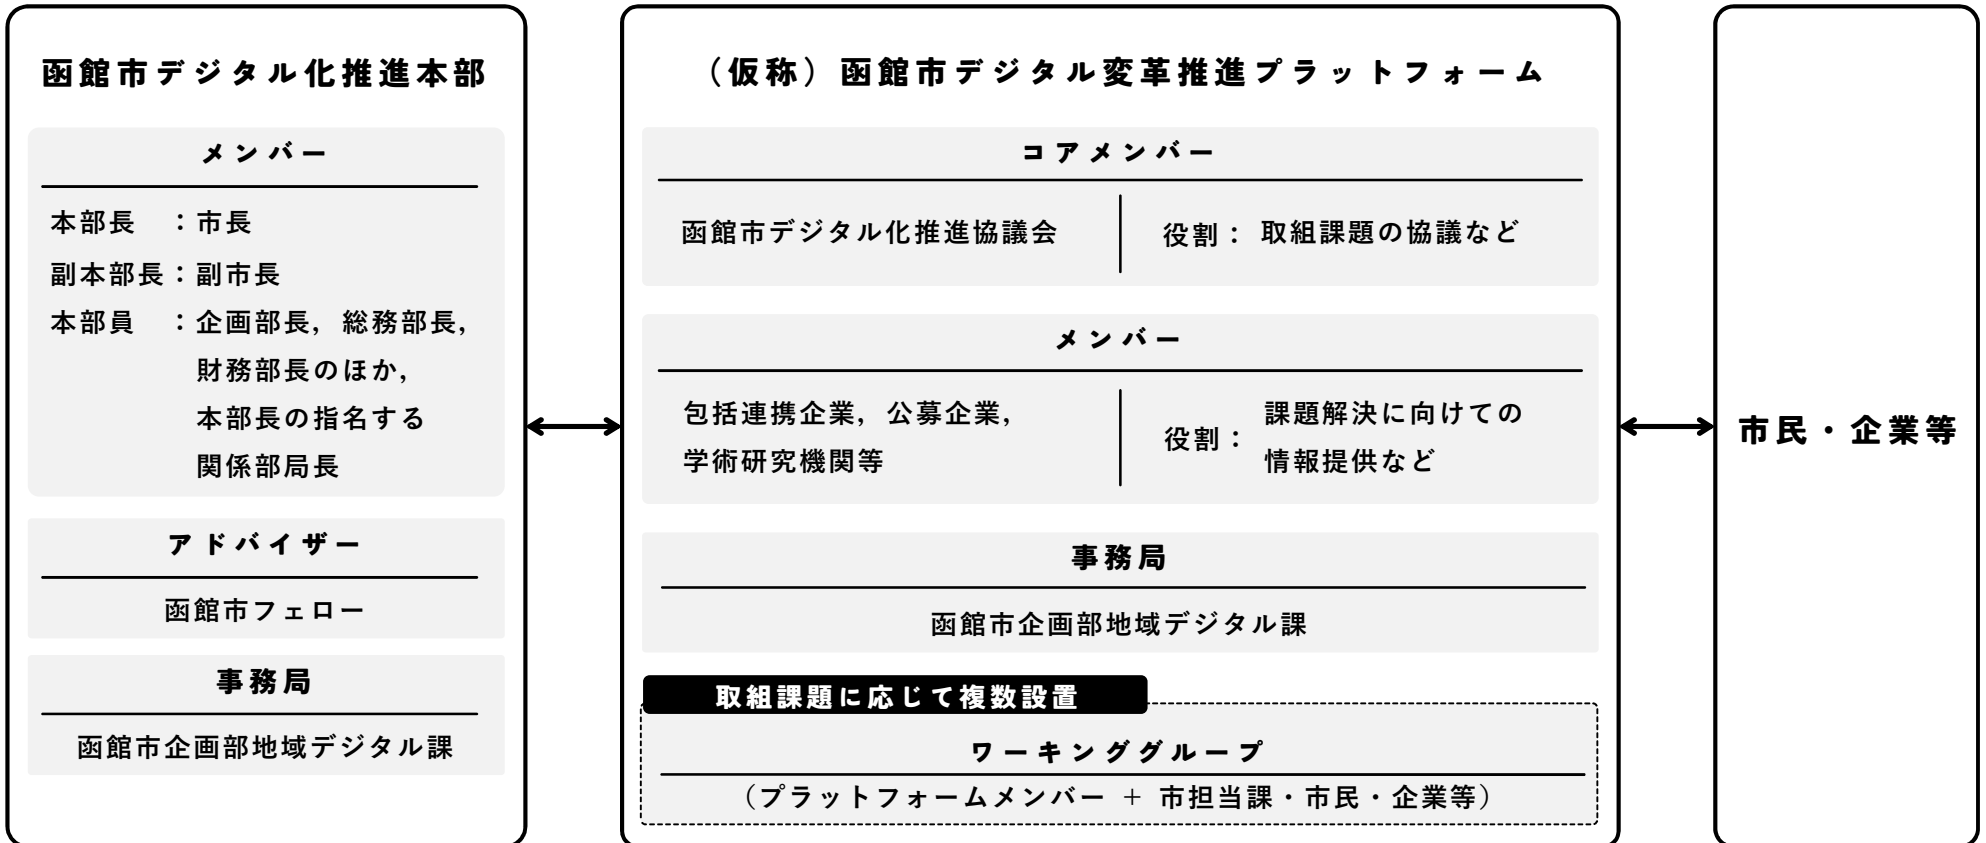 函館市デジタル化推進本部
メンバー
本部長　：市長
副本部長：副市長
本部員　：企画部長，総務部長，
財務部長のほか，
本部長の指名する
関係部局長
アドバイザー
函館市フェロー
事務局
函館市企画部地域デジタル課
（仮称）函館市デジタル変革推進プラットフォーム
コアメンバー
函館市デジタル化推進協議会
役割：取組課題の協議など
メンバー
包括連携企業，公募企業，
学術研究機関等
役割：
課題解決に向けての
情報提供など
事務局
函館市企画部地域デジタル課
取組課題に応じて複数設置
ワーキンググループ
（プラットフォームメンバー ＋ 市担当課・市民・企業等）
市民・企業等